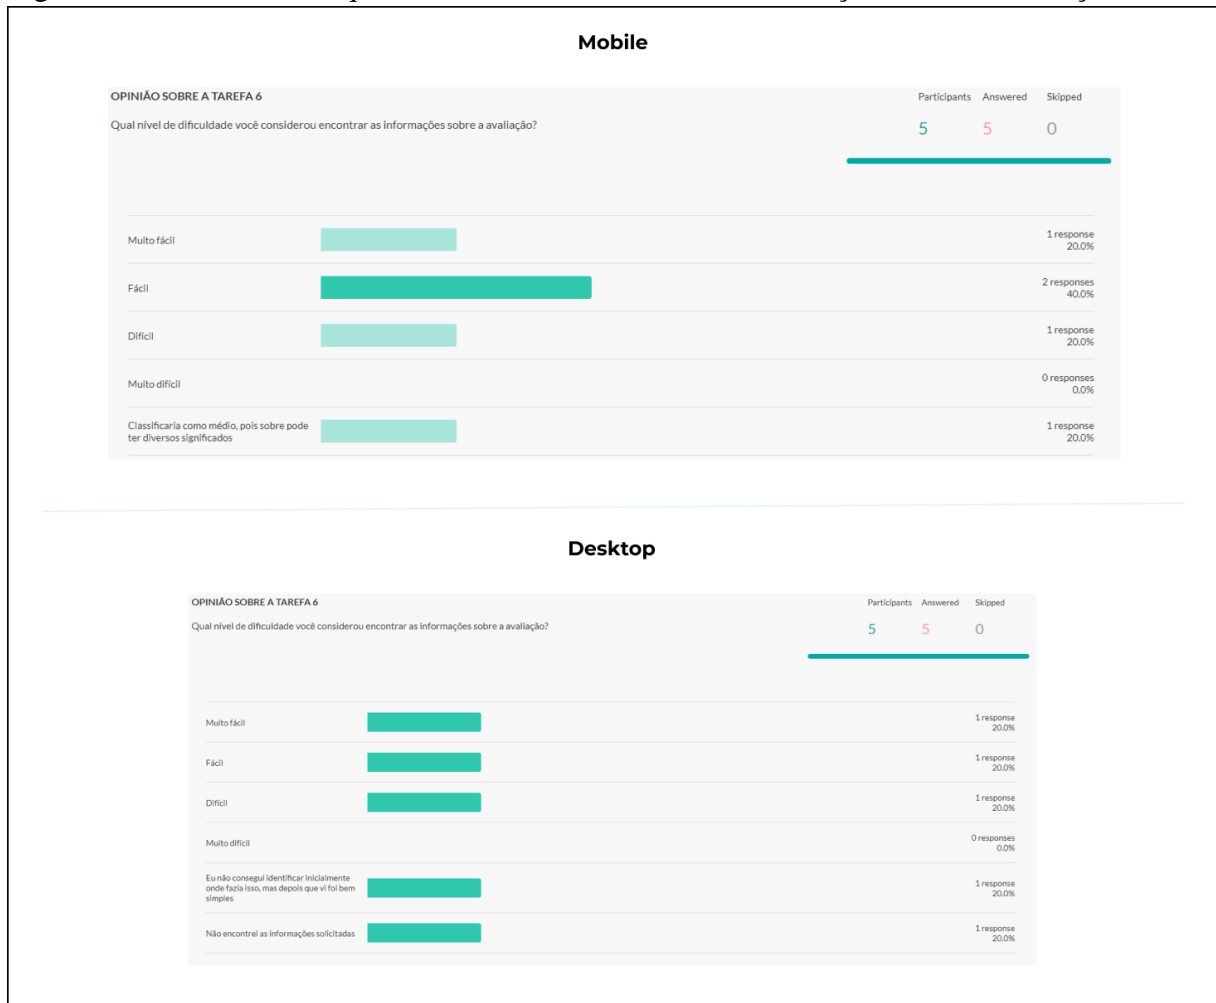 Mobile
OPINIÃO SOBRE A TAREFA 6
Participants Answered Skipped
Qual nível de dificuldade você considerou encontrar as informações sobre a avaliação?
5 5 0
Muito fácil
1 response
20.0%
Fácil
2 responses
40.0%
Difícil
1 response
20.0%
Muito difícil
0 responses
0.0%
Classificaria como médio, pois sobre pode
ter diversos significados
1 response
20.0%
Desktop
OPINIÃO SOBRE A TAREFA 6
Participants Answered Skipped
Qual nível de dificuldade você considerou encontrar as informações sobre a avaliação?
5 5 0
Muito fácil
1 response
20.0%
Fácil
1 response
20.0%
Difícil
1 response
20.0%
Muito difícil
0 responses
0.0%
Eu não consegui identificar inicialmente
onde fazia isso, mas depois que vi foi bem
simples
1 response
20.0%
Não encontrei as informações solicitadas
1 response
20.0%